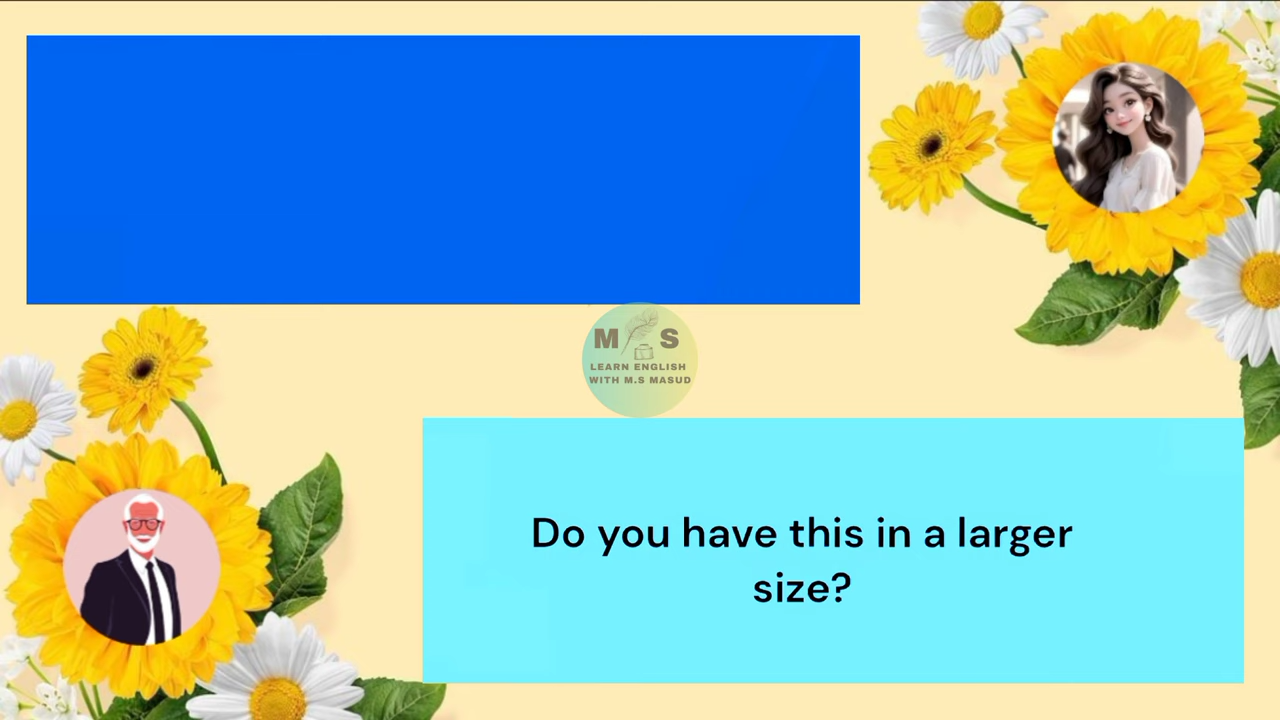 M S
LEARN ENGLISH
WITH M.S MASUD
Do you have this in a larger
size?